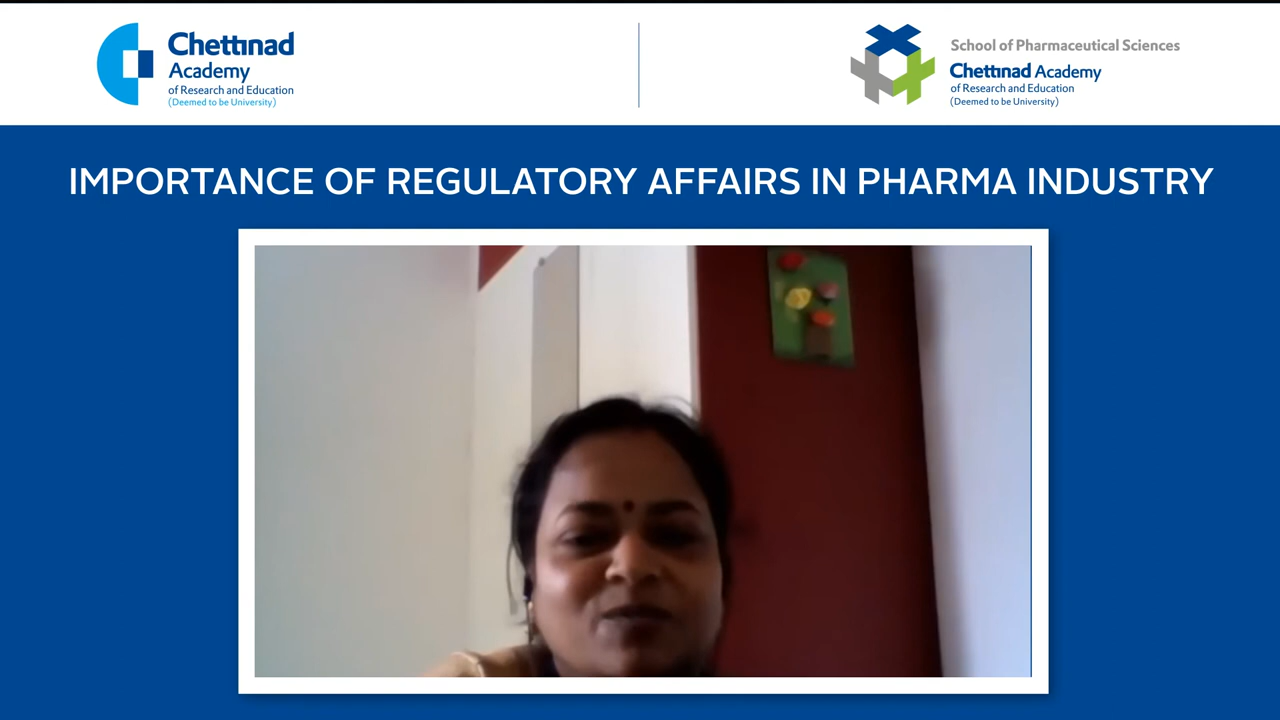 Chettinad
Academy
of Research and Education
(Deemed to be University)
School of Pharmaceutical Sciences
Chettinad Academy
of Research and Education
(Deemed to be University)
IMPORTANCE OF REGULATORY AFFAIRS IN PHARMA INDUSTRY